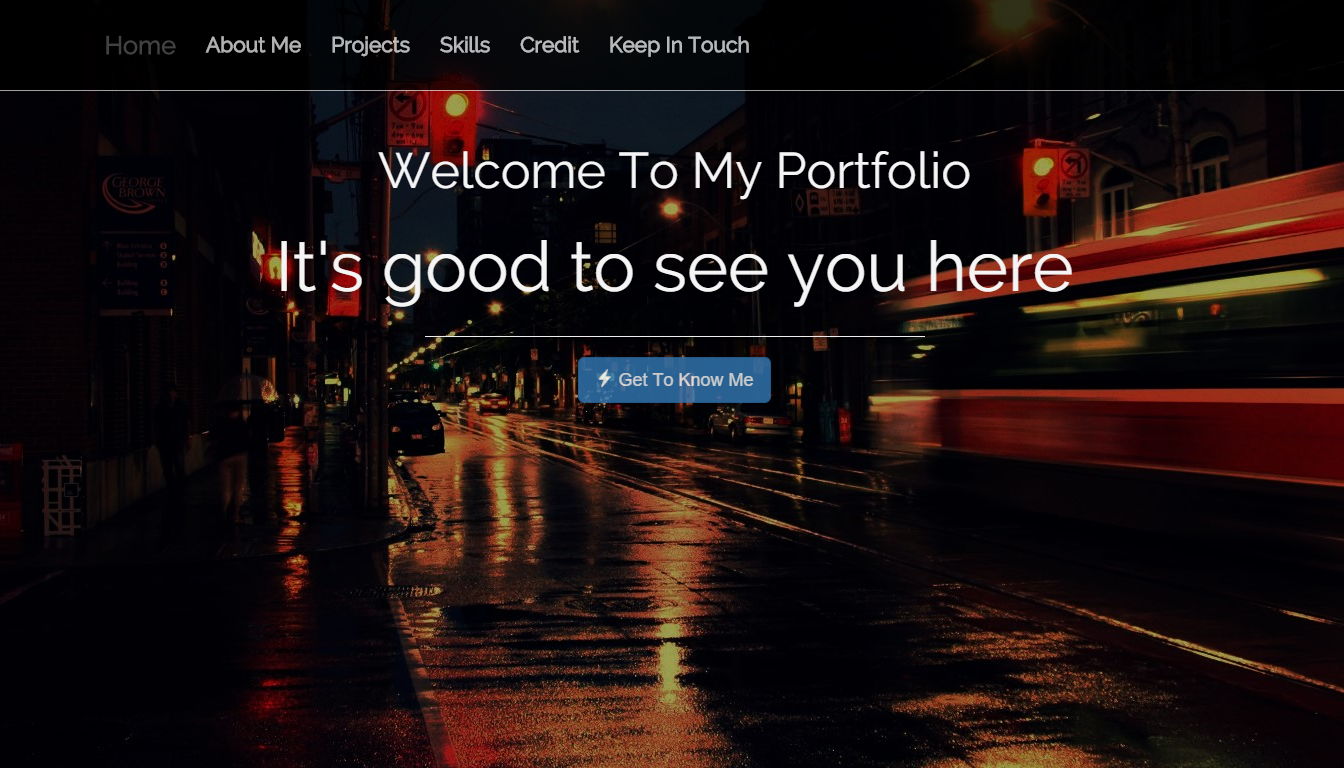 Home About Me Projects Skills Credit Keep In Touch
Welcome To My Portfolio
It's good to see you here
Get To Know Me
GEORGE
BROWN